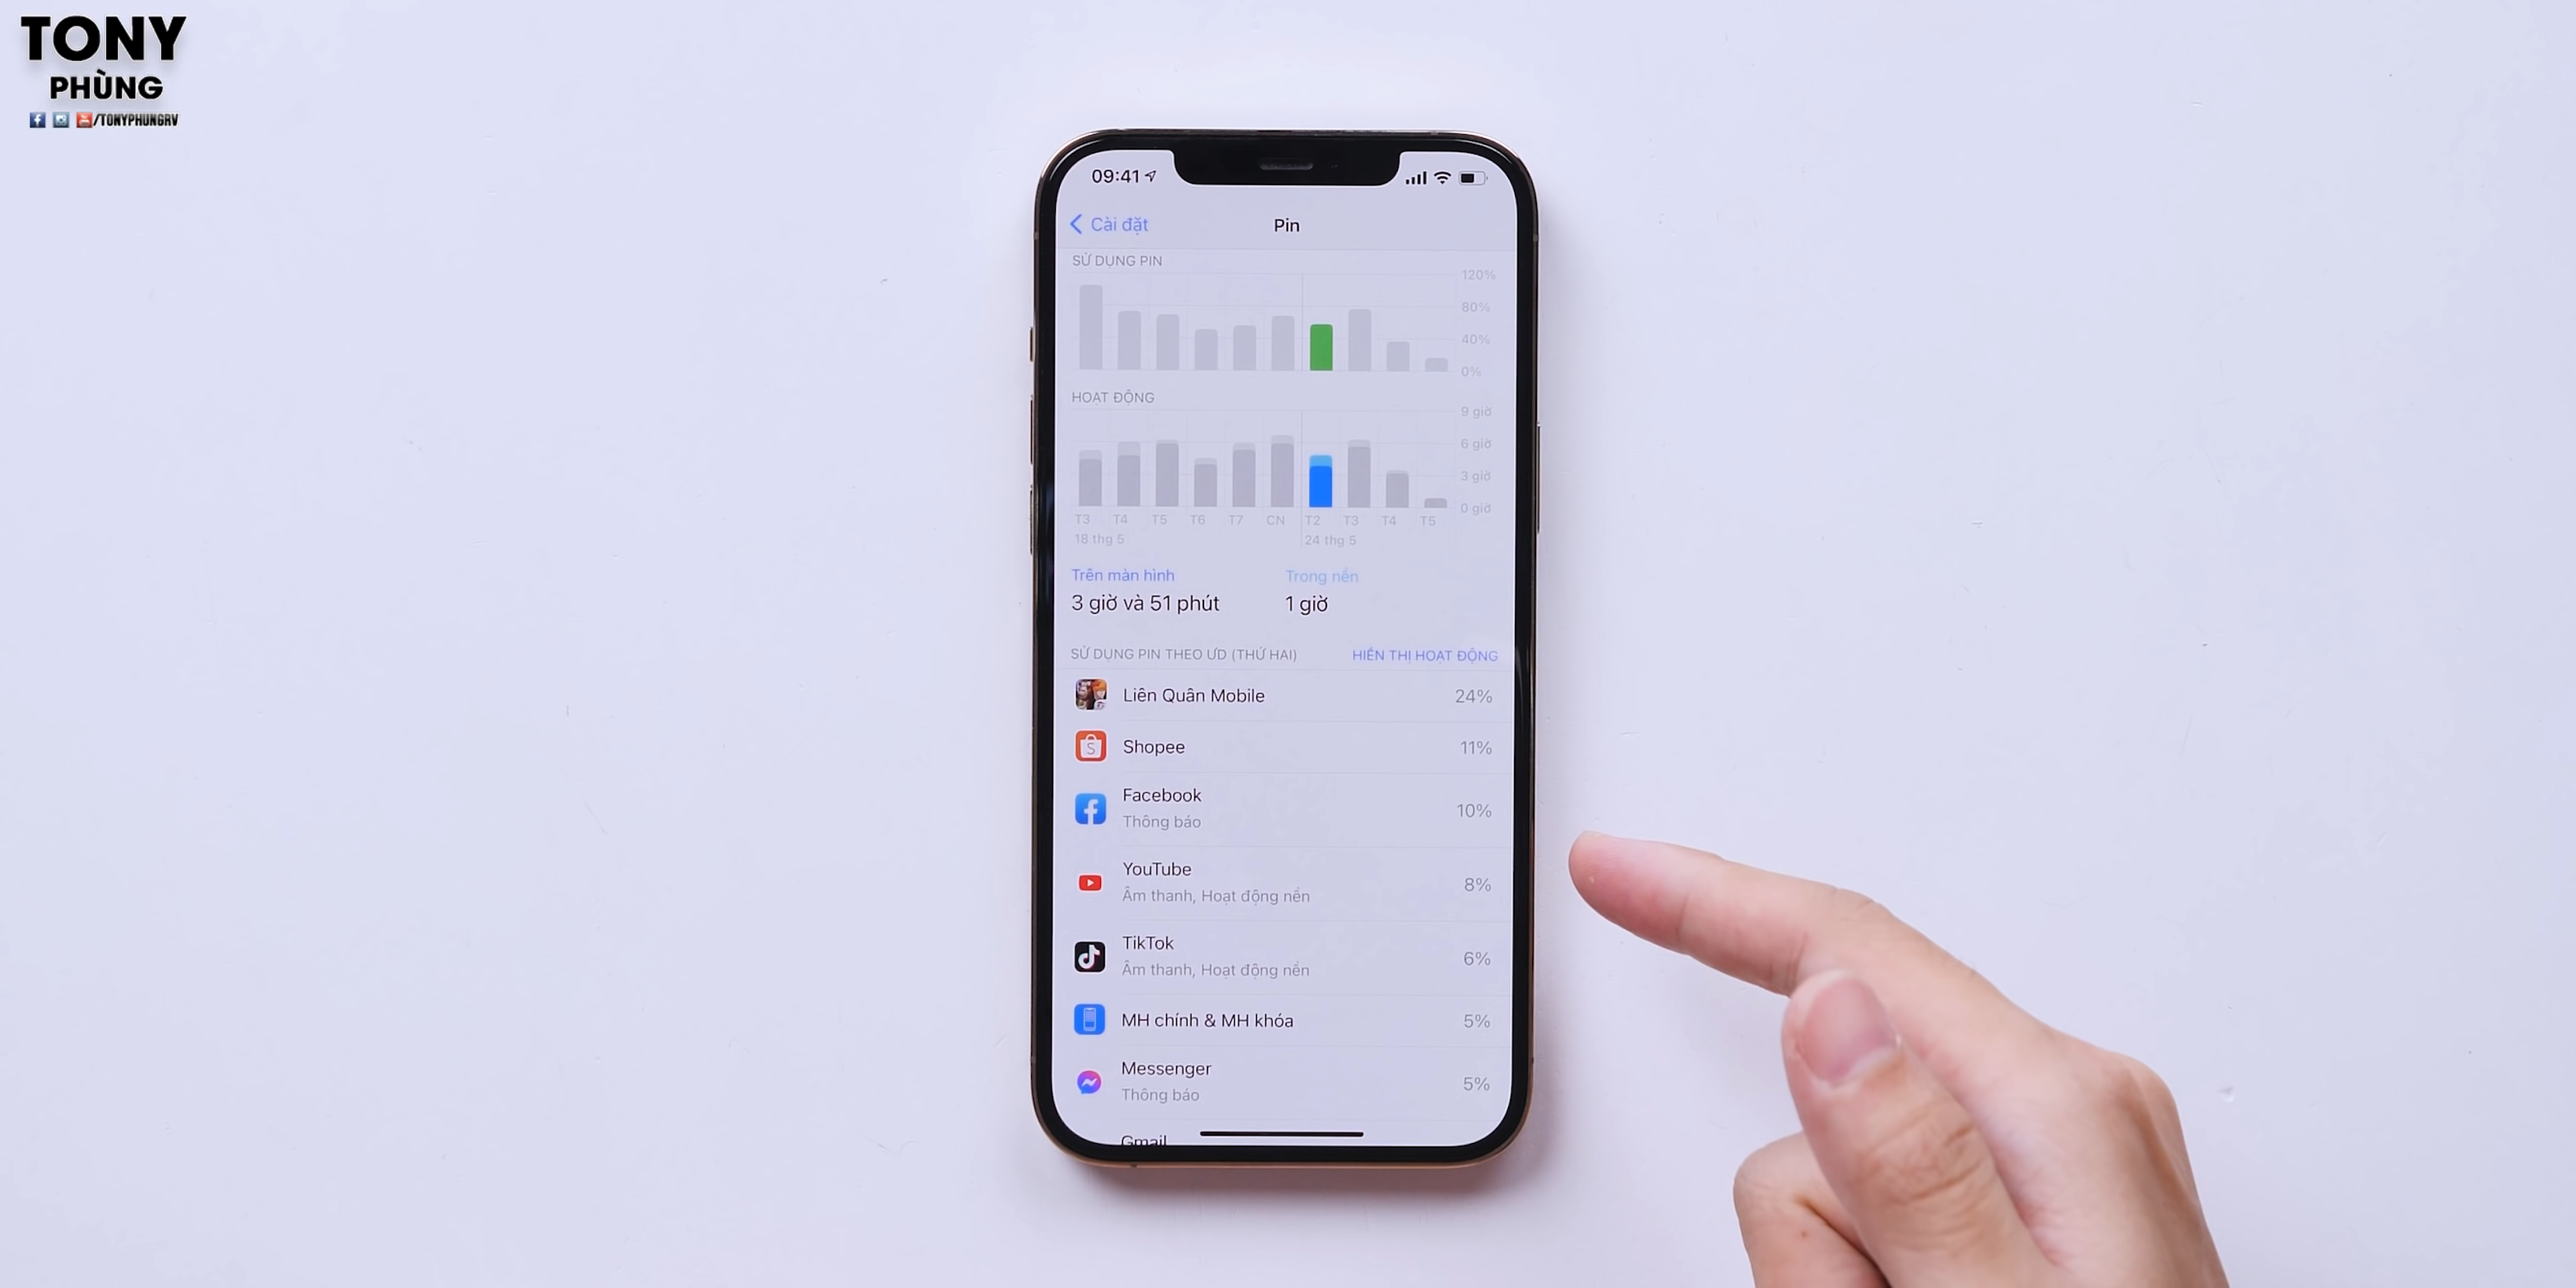 TONY
PHÙNG
/TONYPHUNGRV
09:41
Cài đặt
Pin
SỬ DỤNG PIN
120%
80%
40%
0%
HOẠT ĐỘNG
9 giờ
6 giờ
3 giờ
0 giờ
T3 T4 T5 T6 T7 CN T2 T3 T4 T5
18 thg 5 24 thg 5
Trên màn hình Trong nền
3 giờ và 51 phút 1 giờ
SỬ DỤNG PIN THEO ƯD (THỨ HAI) HIỂN THỊ HOẠT ĐỘNG
Liên Quân Mobile 24%
Shopee 11%
Facebook
Thông báo
10%
YouTube
Âm thanh, Hoạt động nền
8%
TikTok
Âm thanh, Hoạt động nền
6%
MH chính & MH khóa 5%
Messenger
Thông báo
5%
Gmail